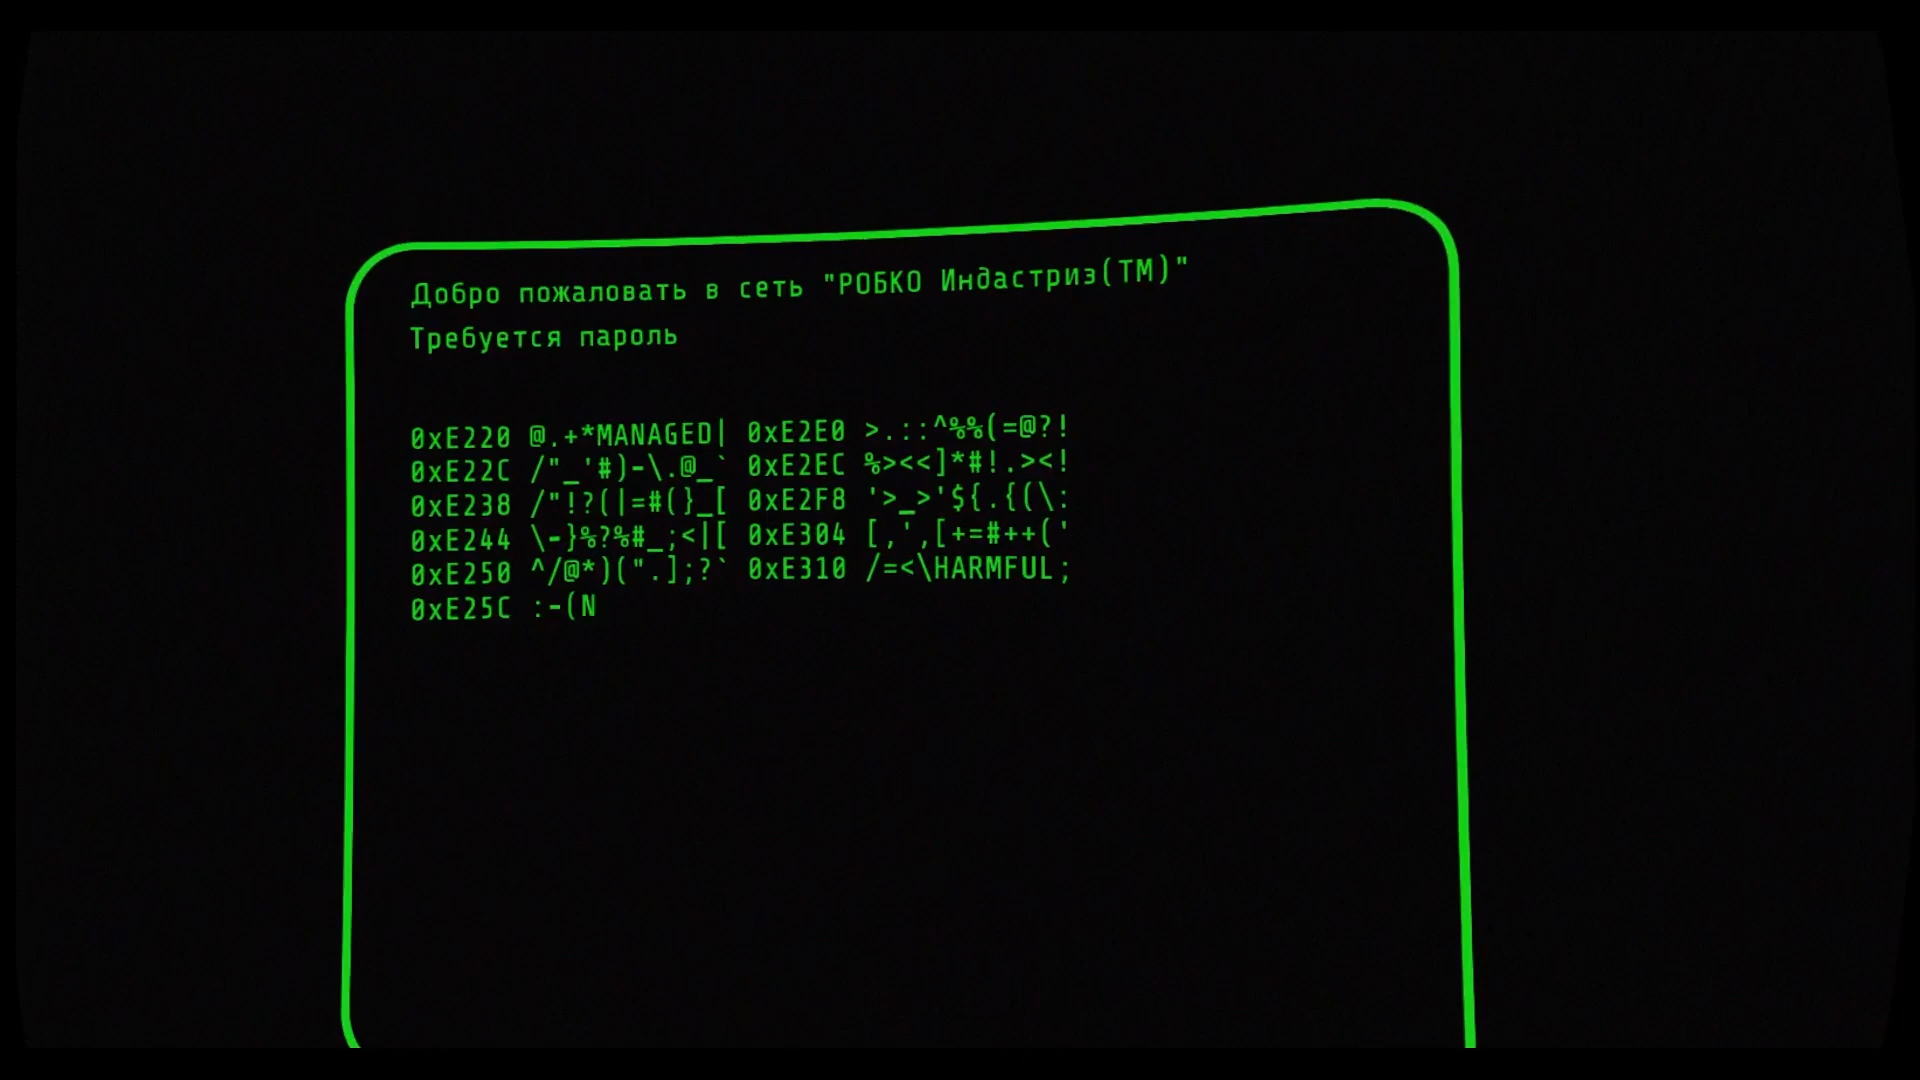 Добро пожаловать в сеть "РОБКО Индастриз(ТМ)"
Требуется пароль
0xE220 @.+*MANAGED| 0xE2E0 >.::^%%(=@?!
0xE22C /"_'#)-\.@_` 0xE2EC %><<]*#!.><!
0xE238 /"!?(|=#(}_[ 0xE2F8 '>_>'${.{(\:
0xE244 \-}%?%#_;<|[ 0xE304 [,',[+=#++('
0xE250 ^/@*)(".];?` 0xE310 /=<\HARMFUL;
0xE25C :-(N